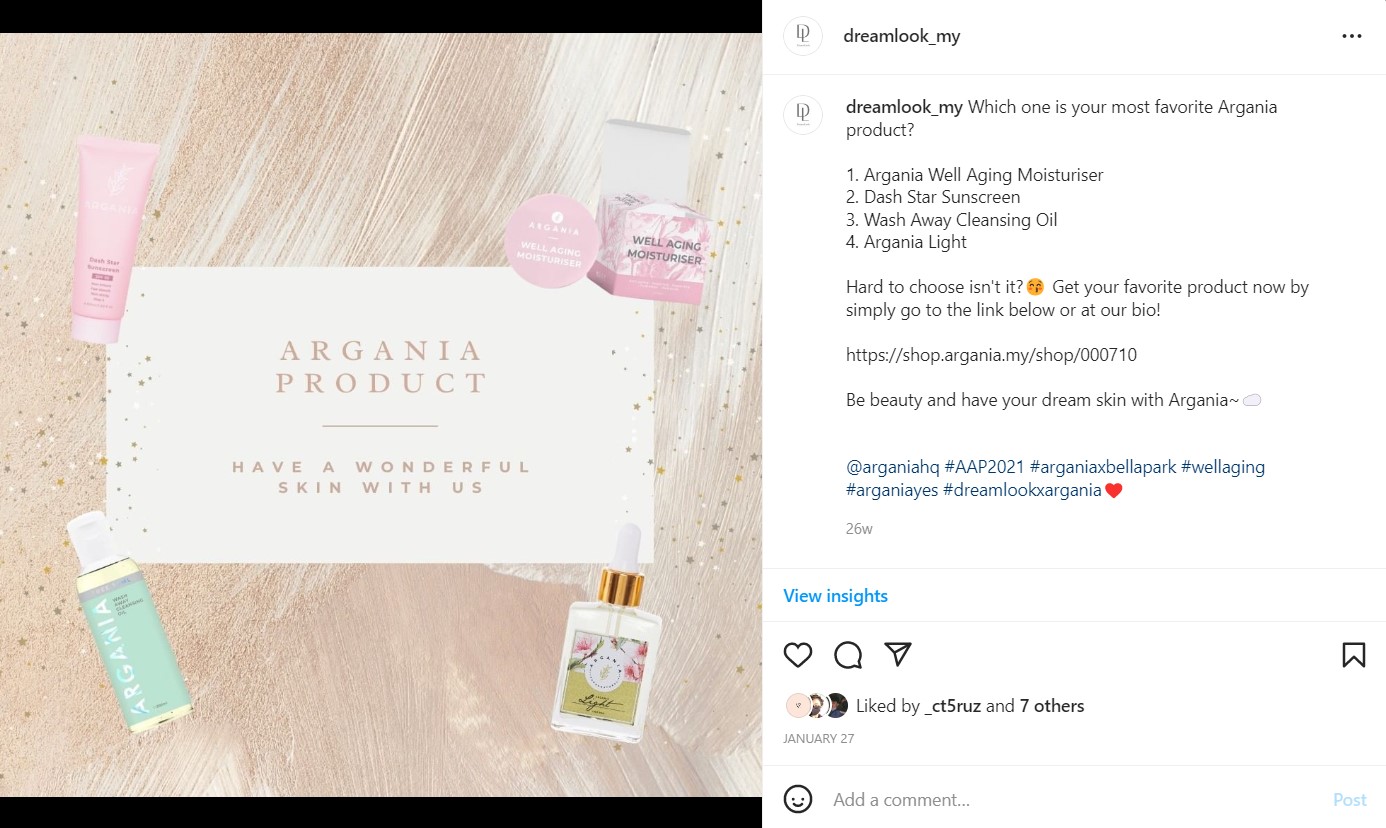 ARGANIA
Dash Star
Sunscreen
ARGANIA
WELL AGING
MOISTURISER
WELL AGING
MOISTURISER
ARGANIA
PRODUCT
HAVE A WONDERFUL
SKIN WITH US
ARGANIA
WASH
AWAY
CLEANSING
OIL
ARGANIA
Light
DL
dreamlook_my
DL
dreamlook_my Which one is your most favorite Argania
product?
1. Argania Well Aging Moisturiser
2. Dash Star Sunscreen
3. Wash Away Cleansing Oil
4. Argania Light
Hard to choose isn't it?😚 Get your favorite product now by
simply go to the link below or at our bio!
https://shop.argania.my/shop/000710
Be beauty and have your dream skin with Argania~☁️
@arganiahq #AAP2021 #arganiaxbellapark #wellaging
#arganiayes #dreamlookxargania♥️
26w
View insights
Liked by _ct5ruz and 7 others
JANUARY 27
Add a comment...
Post